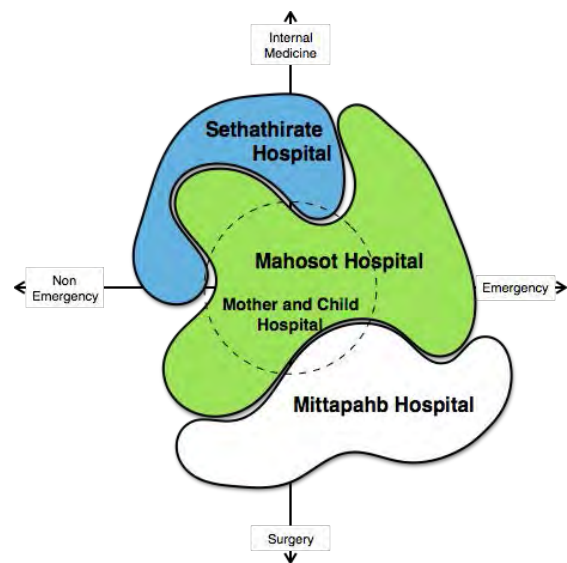 Internal
Medicine
Sethathirate
Hospital
Mahosot Hospital
Non
Emergency
Emergency
Mother and Child
Hospital
Mittapahb Hospital
Surgery